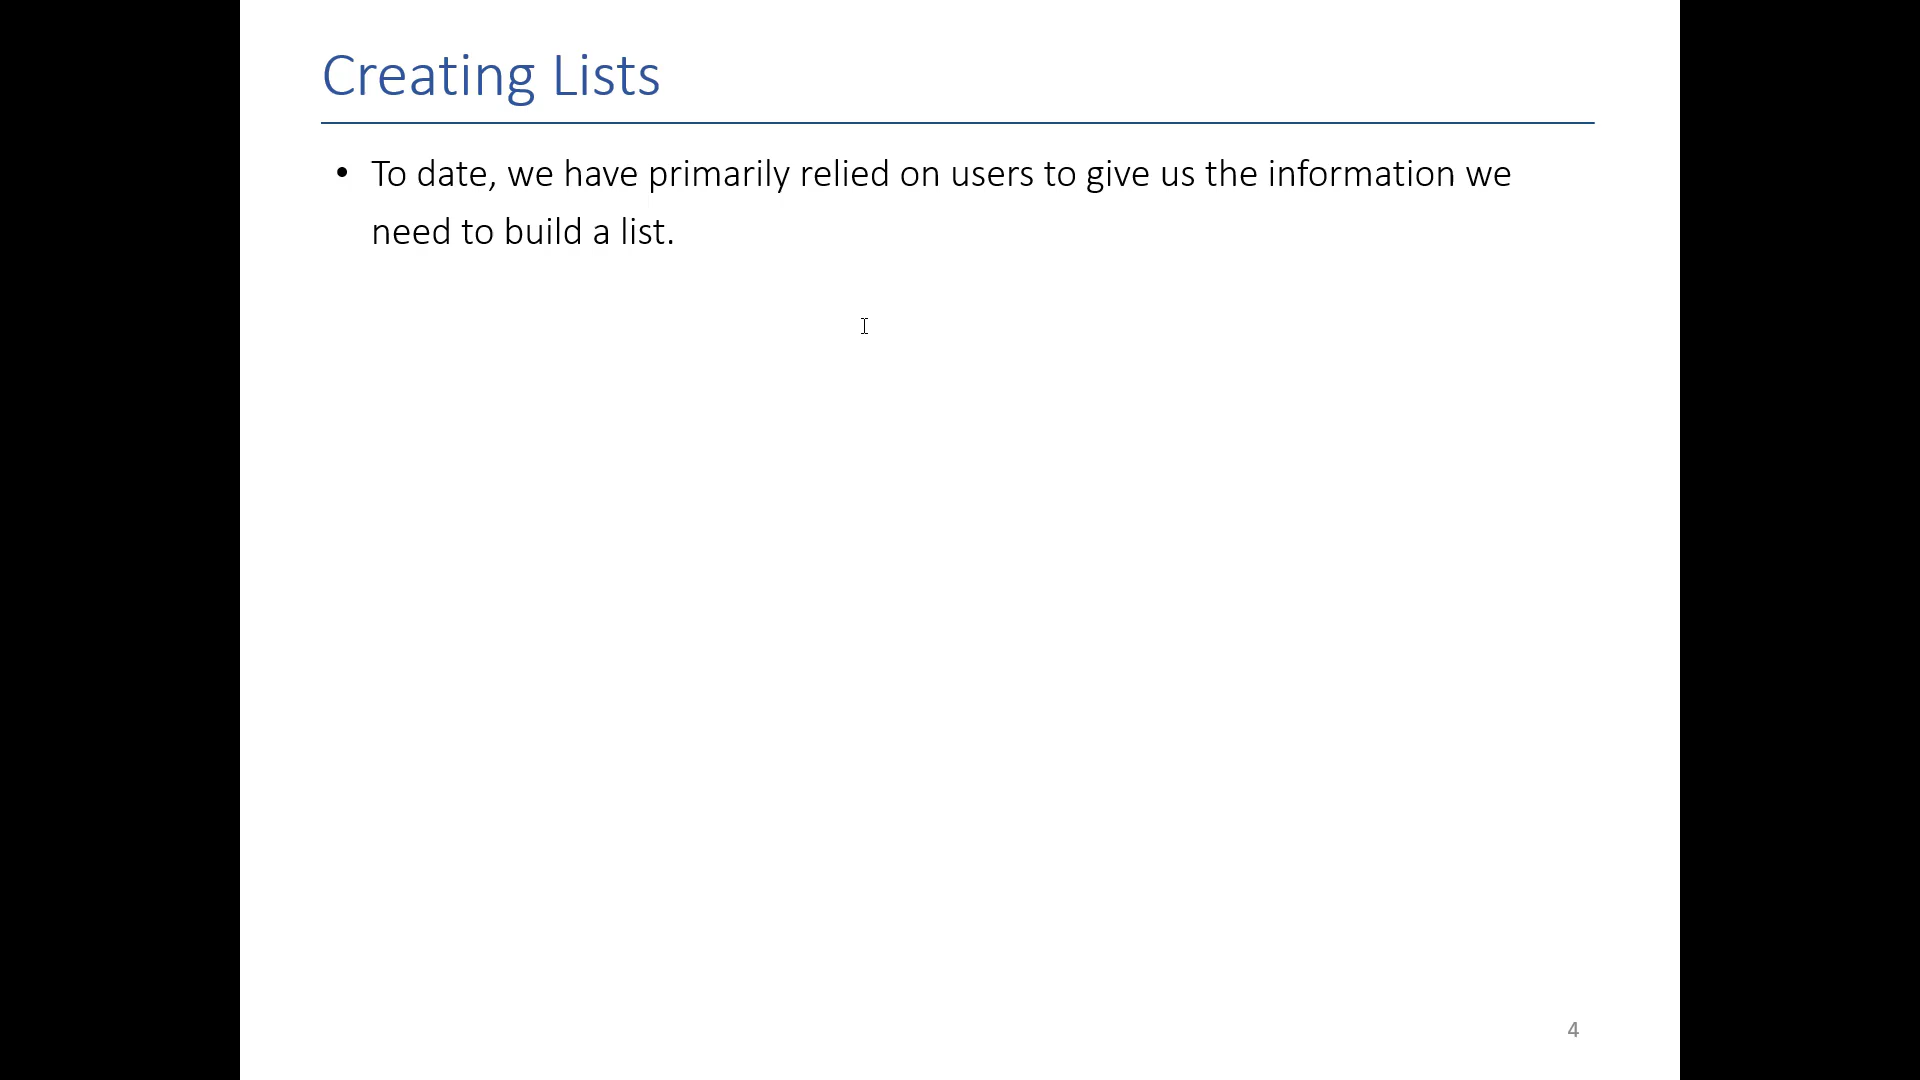 Creating Lists
• To date, we have primarily relied on users to give us the information we
need to build a list.
4